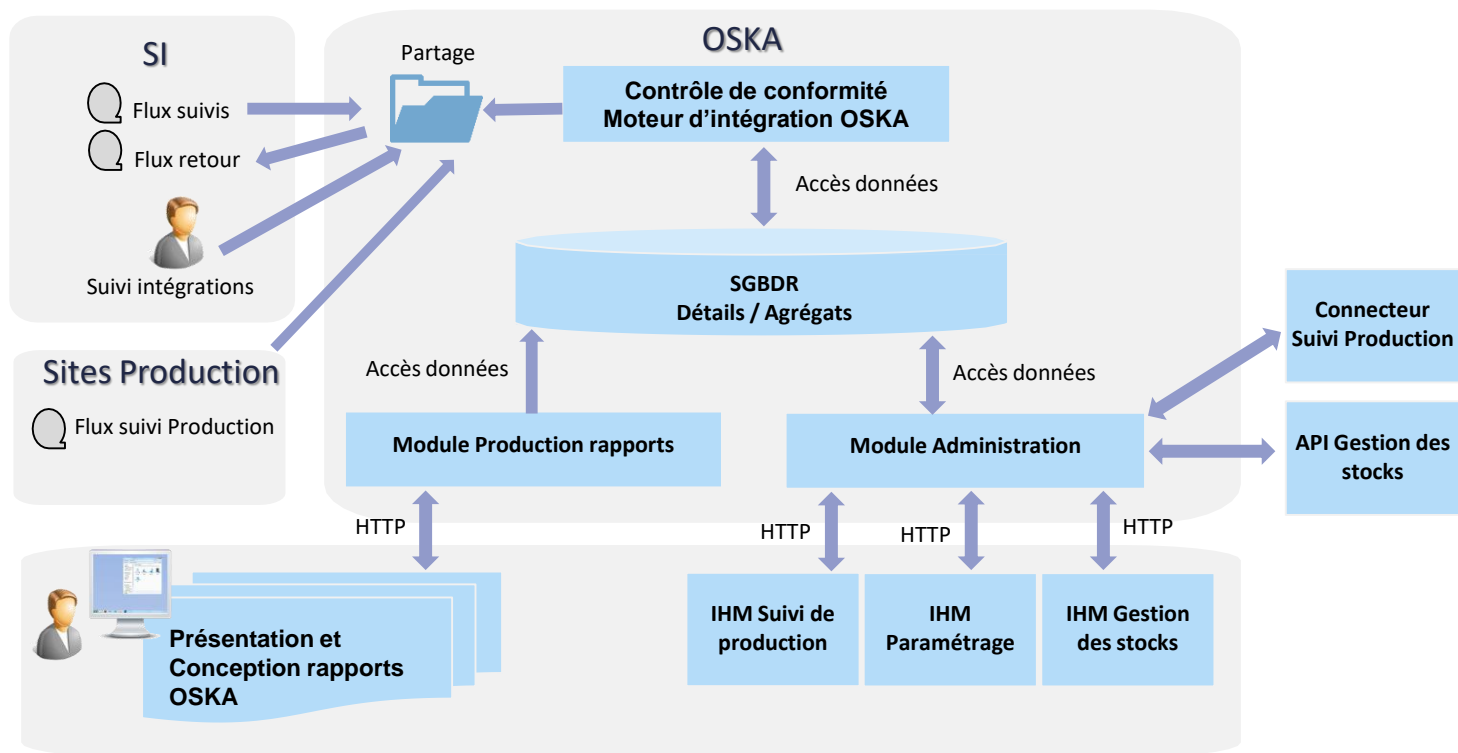 SI
Flux suivis
Flux retour
Suivi intégrations
Sites Production
Flux suivi Production
OSKA
Partage
Contrôle de conformité
Moteur d’intégration OSKA
Accès données
SGBDR
Détails / Agrégats
Accès données
Accès données
Module Production rapports
Module Administration
Connecteur
Suivi Production
API Gestion des
stocks
HTTP
HTTP
HTTP
HTTP
Présentation et
Conception rapports
OSKA
IHM Suivi de
production
IHM
Paramétrage
IHM Gestion
des stocks